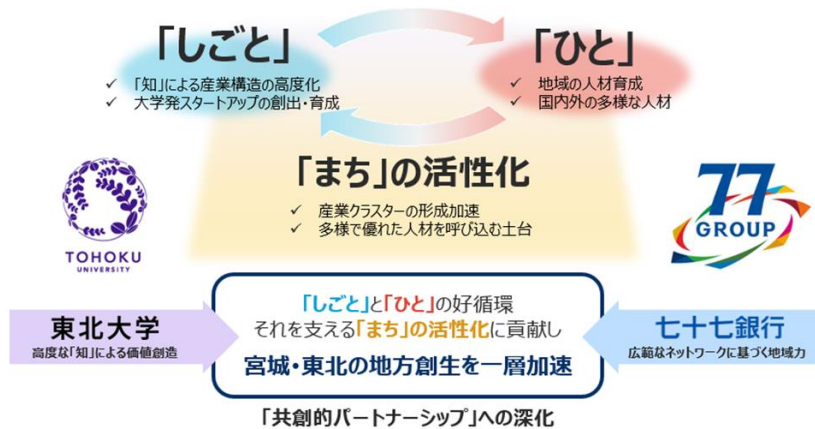 「しごと」
✓ 「知」による産業構造の高度化
✓ 大学発スタートアップの創出・育成
「ひと」
✓ 地域の人材育成
✓ 国内外の多様な人材
「まち」の活性化
✓ 産業クラスターの形成加速
✓ 多様で優れた人材を呼び込む土台
TOHOKU
UNIVERSITY
77
GROUP
東北大学
高度な「知」による価値創造
「しごと」と「ひと」の好循環
それを支える「まち」の活性化に貢献し
宮城・東北の地方創生を一層加速
七十七銀行
広範なネットワークに基づく地域力
「共創的パートナーシップ」への深化